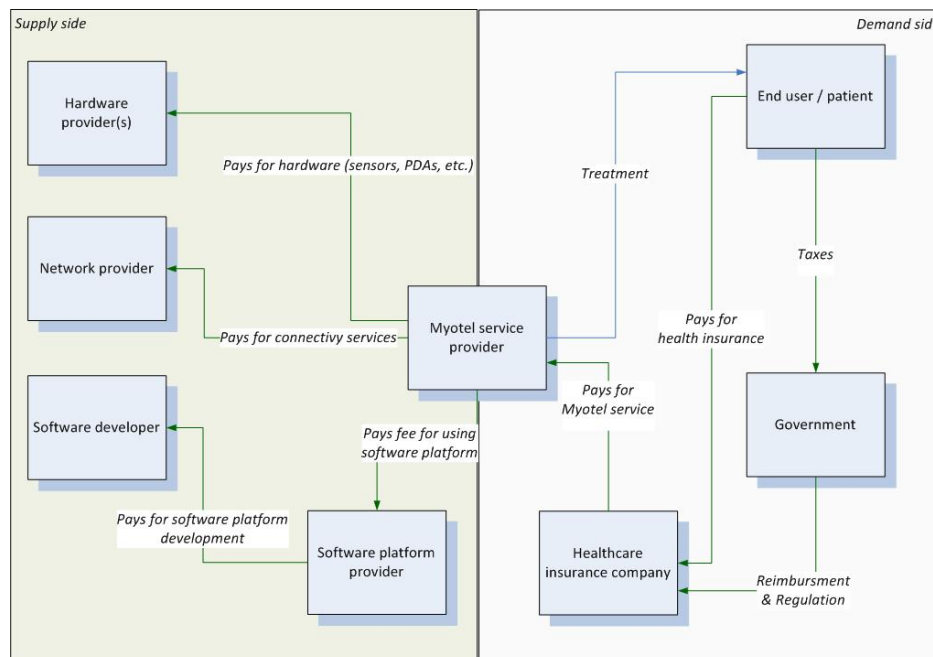 Supply side
Demand sid
Hardware
provider(s)
End user / patient
Pays for hardware (sensors, PDAs, etc.)
Treatment
Network provider
Taxes
Myotel service
provider
Pays for connectivy services
Pays for
health insurance
Pays for
Myotel service
Software developer
Government
Pays fee for using
software platform
Pays for software platform
development
Software platform
provider
Healthcare
insurance company
Reimbursment
& Regulation